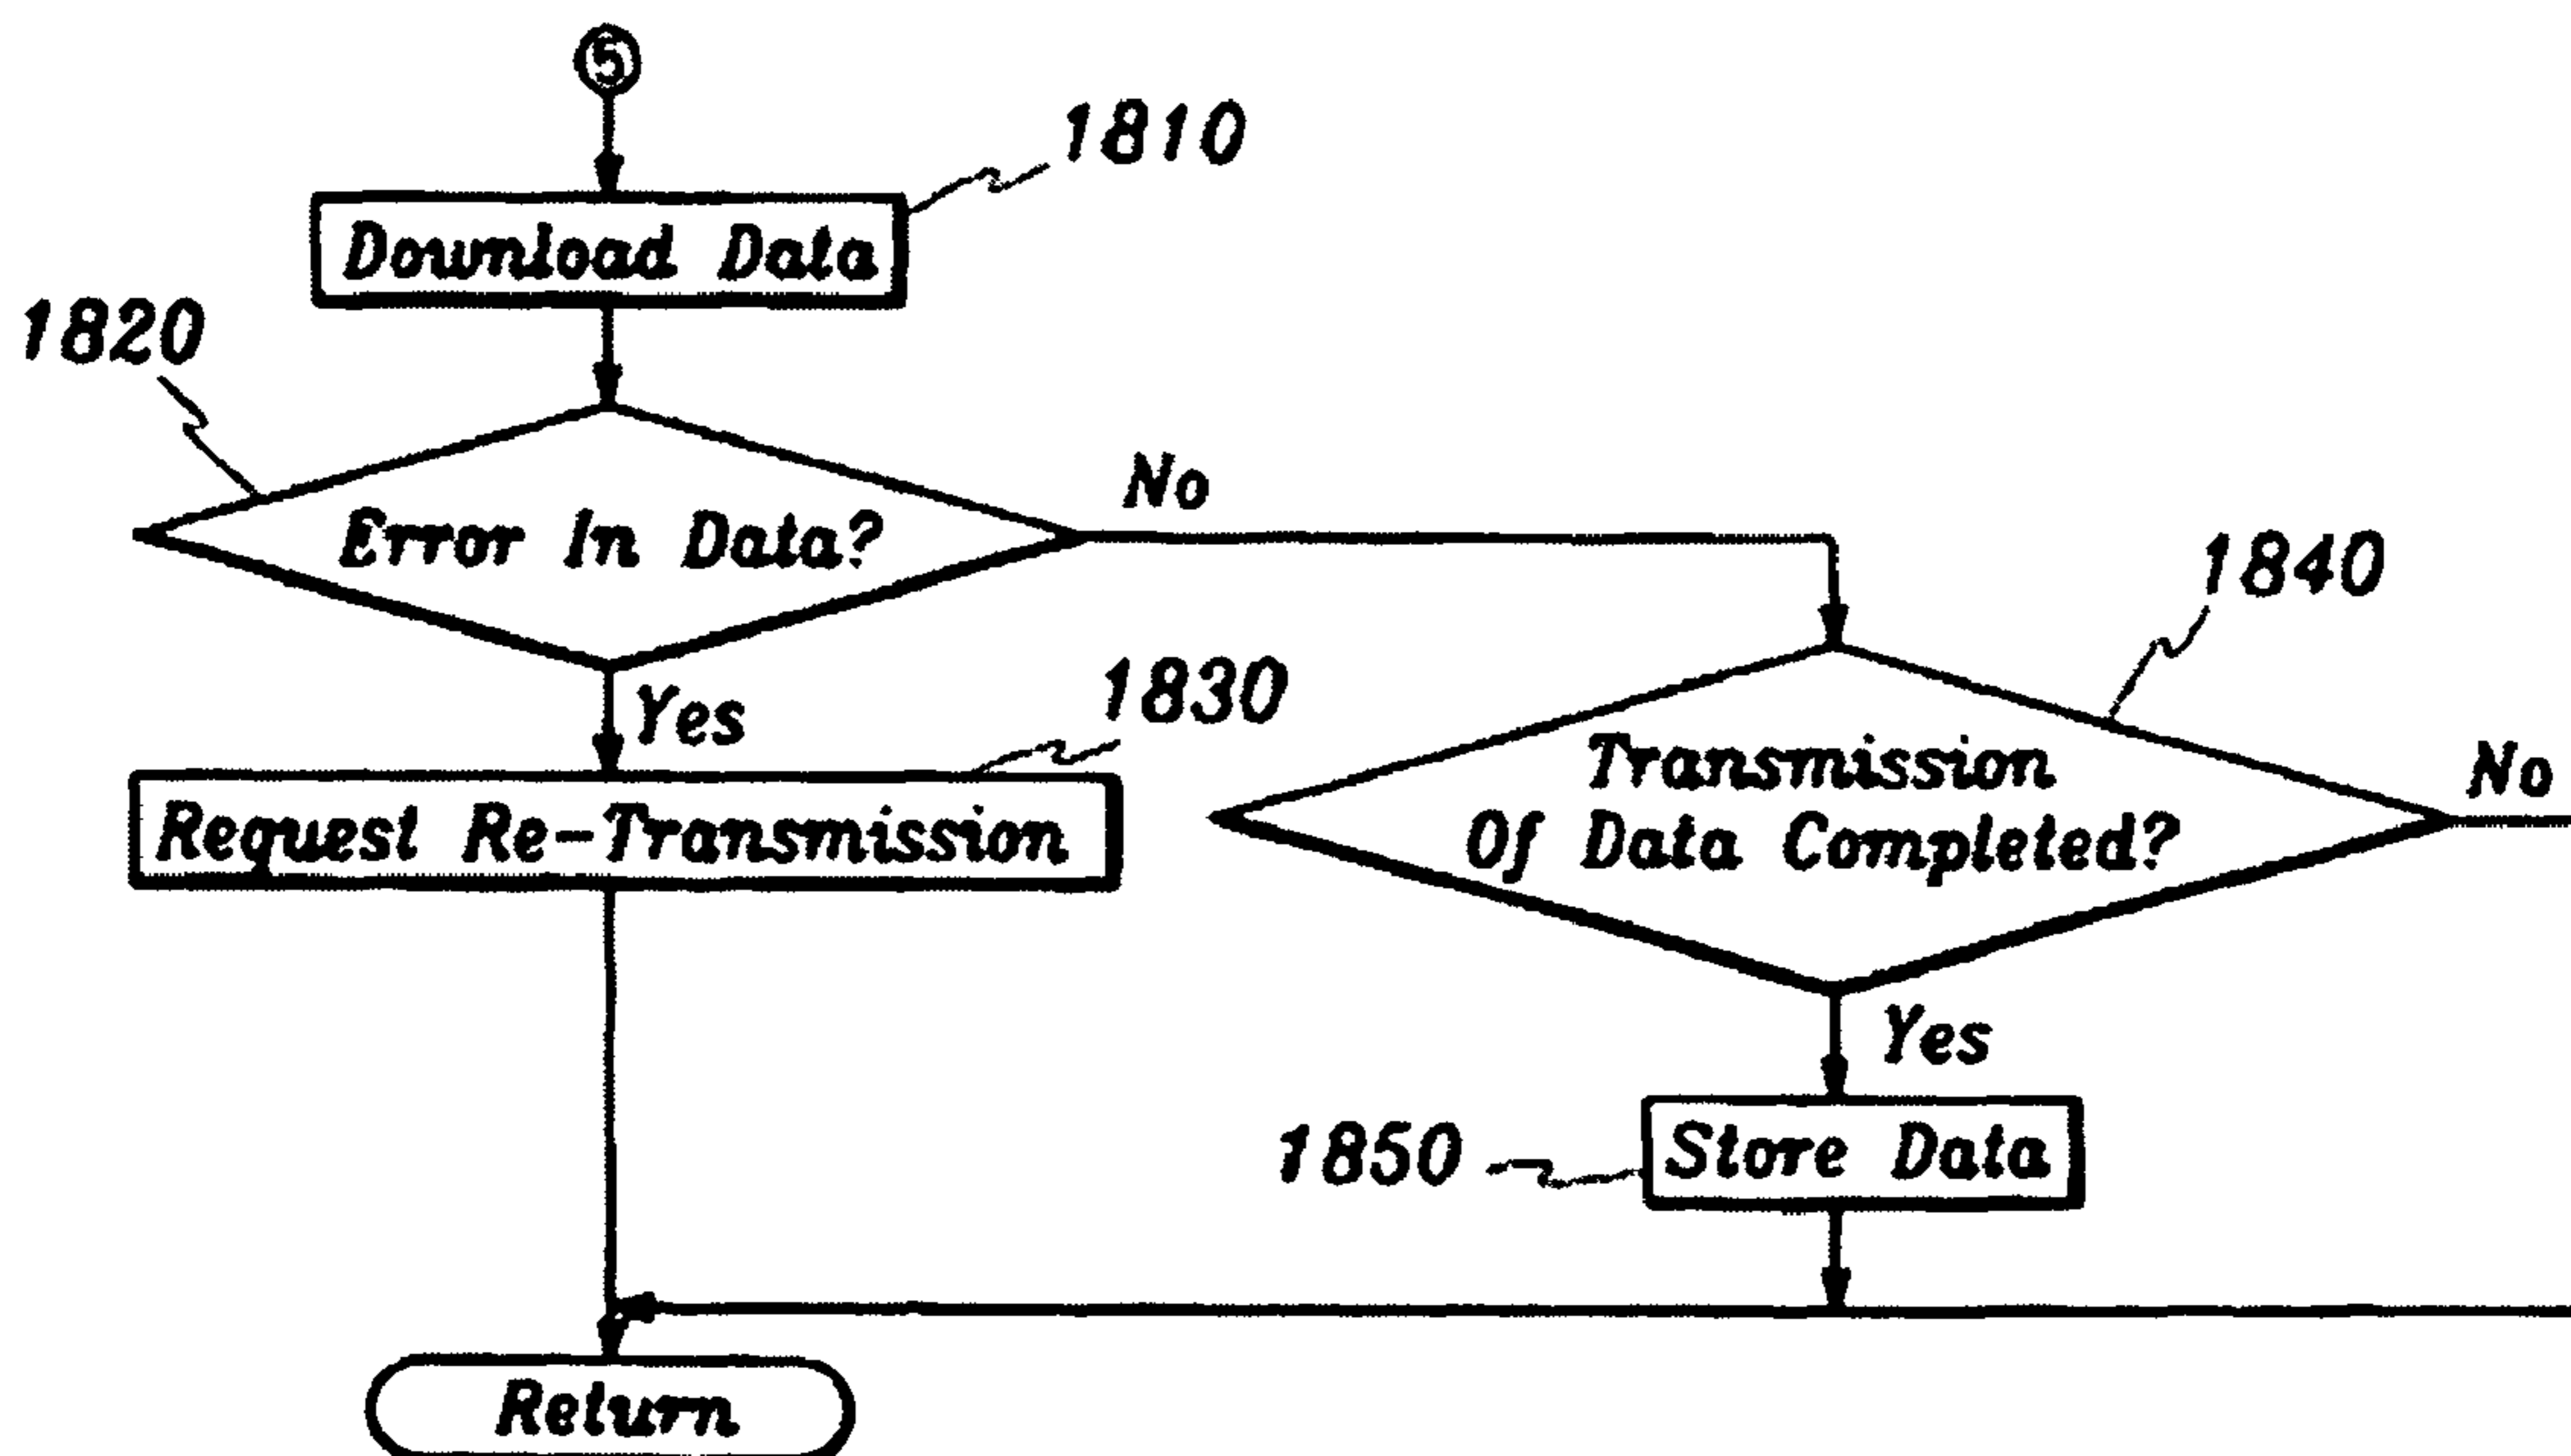 5
1810
Download Data
1820
Error In Data?
No
Yes
1830
Request Re-Transmission
1840
Transmission
Of Data Completed?
No
Yes
1850
Store Data
Return